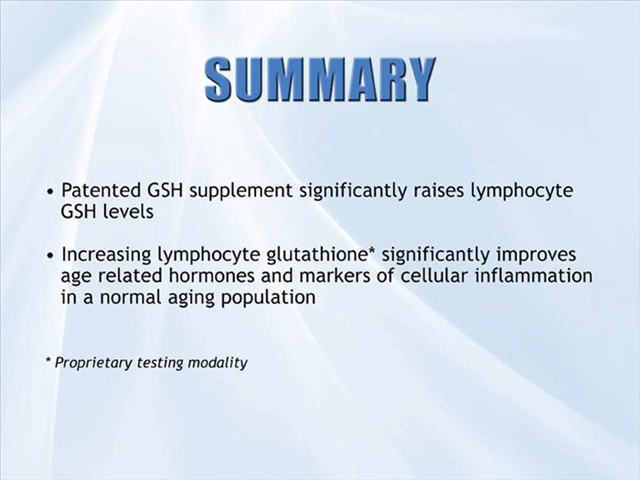 SUMMARY
• Patented GSH supplement significantly raises lymphocyte
GSH levels
• Increasing lymphocyte glutathione* significantly improves
age related hormones and markers of cellular inflammation
in a normal aging population
* Proprietary testing modality